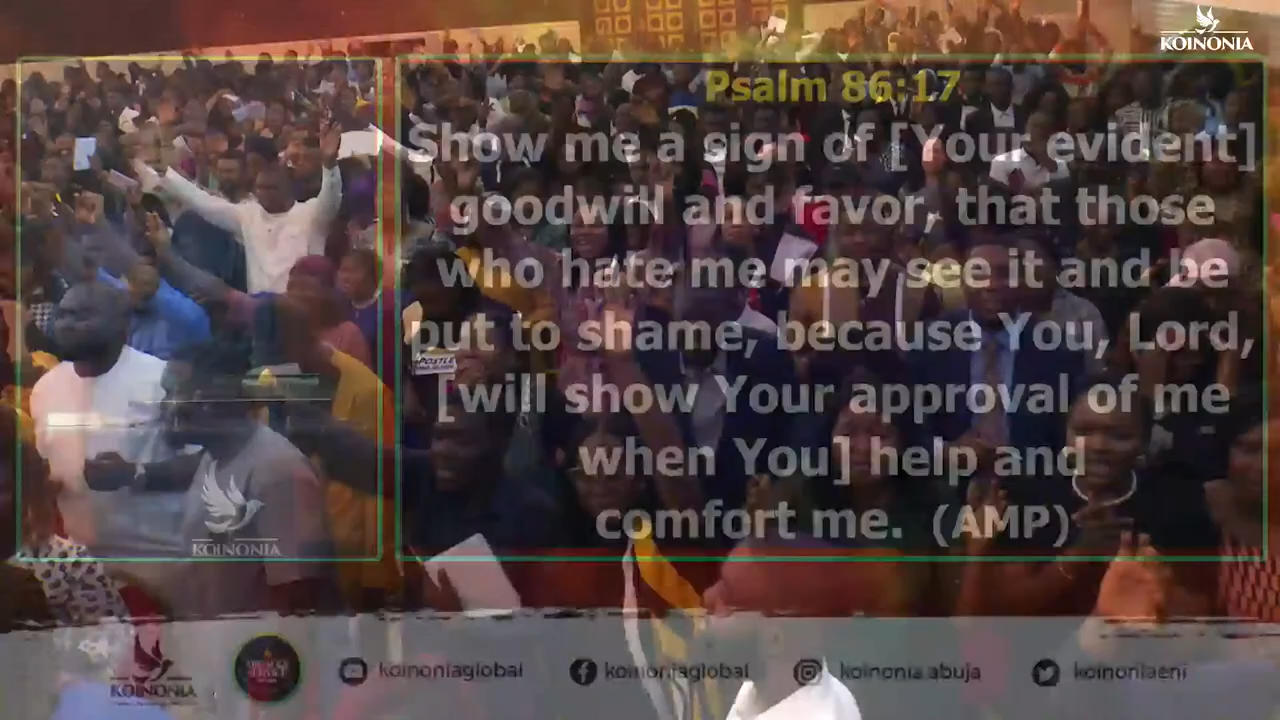 KOINONIA
Psalm 86:17
Show me a sign of [Your evident]
goodwill and favor, that those
who hate me may see it and be
put to shame, because You, Lord,
[will show Your approval of me
when You] help and
comfort me. (AMP)
POSTLE
KOINONIA
KOINONIA
koinoniaglobal
koinoniaglobal
koinonia.abuja
koinoniaeni